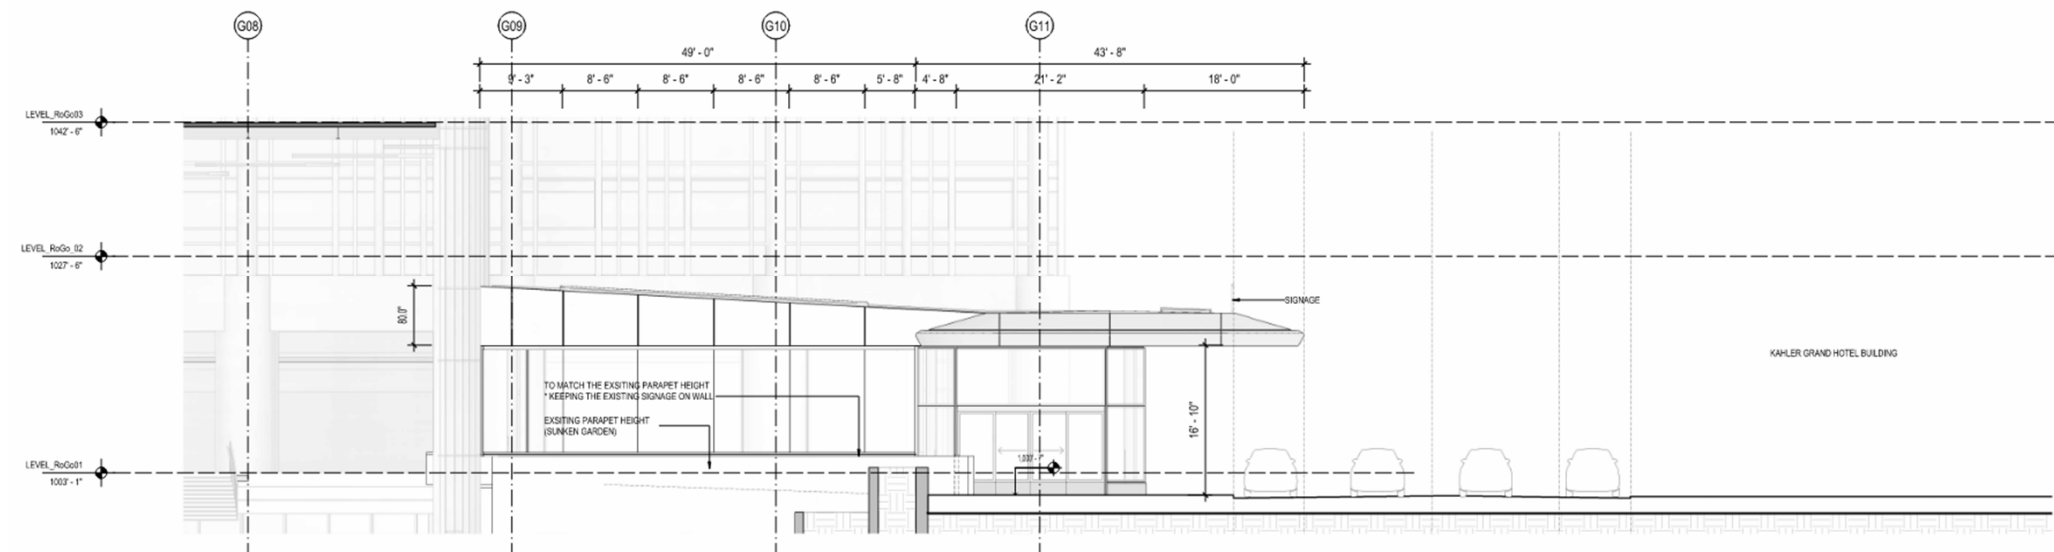 G08
G09
G10
G11
49' - 0"
43' - 8"
9' - 3"
8' - 6"
8' - 6"
8' - 6"
8' - 6"
5' - 8"
4' - 8"
21' - 2"
18' - 0"
LEVEL_RoGo03
1042' - 6"
LEVEL_RoGo_02
1027' - 6"
80.0"
SIGNAGE
KAHLER GRAND HOTEL BUILDING
TO MATCH THE EXSITING PARAPET HEIGHT
* KEEPING THE EXISTING SIGNAGE ON WALL
EXSITING PARAPET HEIGHT
(SUNKEN GARDEN)
16' - 10"
LEVEL_RoGo01
1003' - 1"